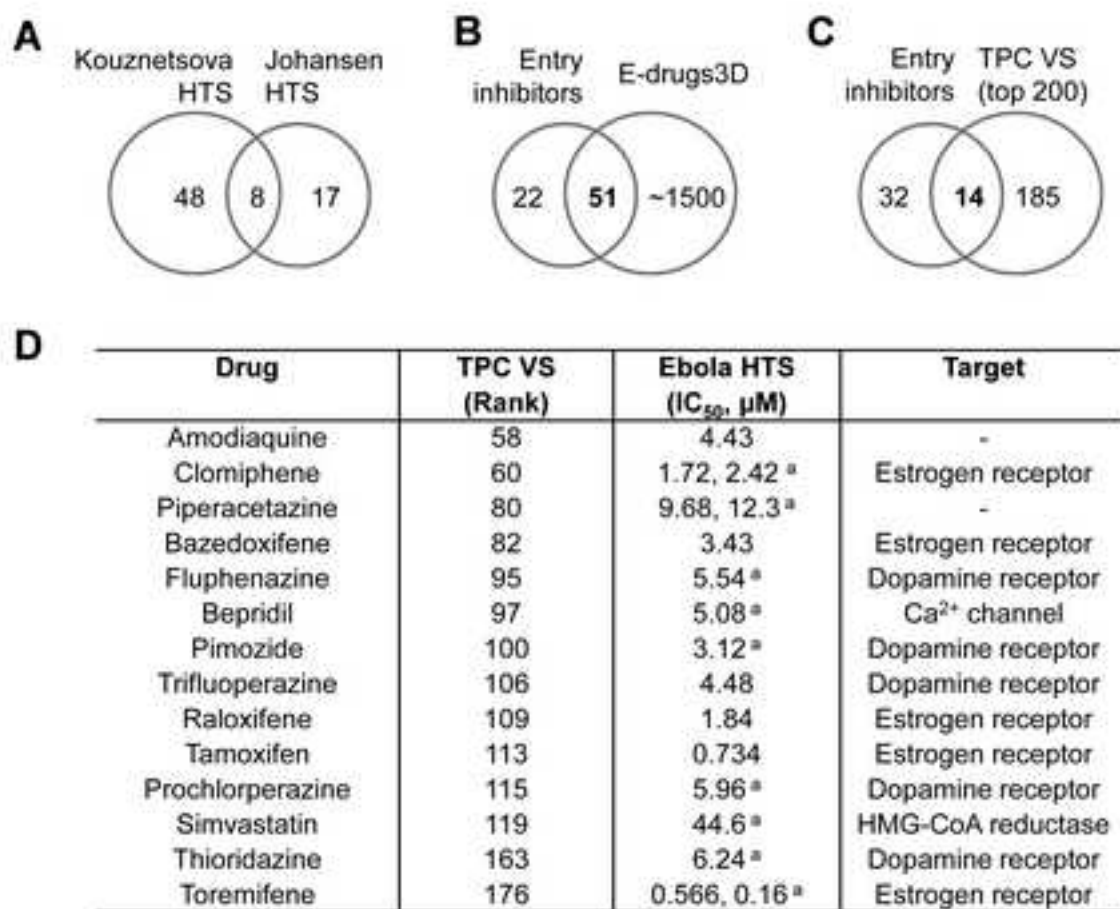 A
Kouznetsova Johansen
HTS HTS
48 8 17
B
Entry
inhibitors E-drugs3D
22 51 ~1500
C
Entry TPC VS
inhibitors (top 200)
32 14 185
D
Drug TPC VS Ebola HTS Target
(Rank) (IC₅₀, µM)
Amodiaquine 58 4.43 -
Clomiphene 60 1.72, 2.42 ᵃ Estrogen receptor
Piperacetazine 80 9.68, 12.3 ᵃ -
Bazedoxifene 82 3.43 Estrogen receptor
Fluphenazine 95 5.54 ᵃ Dopamine receptor
Bepridil 97 5.08 ᵃ Ca²⁺ channel
Pimozide 100 3.12 ᵃ Dopamine receptor
Trifluoperazine 106 4.48 Dopamine receptor
Raloxifene 109 1.84 Estrogen receptor
Tamoxifen 113 0.734 Estrogen receptor
Prochlorperazine 115 5.96 ᵃ Dopamine receptor
Simvastatin 119 44.6 ᵃ HMG-CoA reductase
Thioridazine 163 6.24 ᵃ Dopamine receptor
Toremifene 176 0.566, 0.16 ᵃ Estrogen receptor